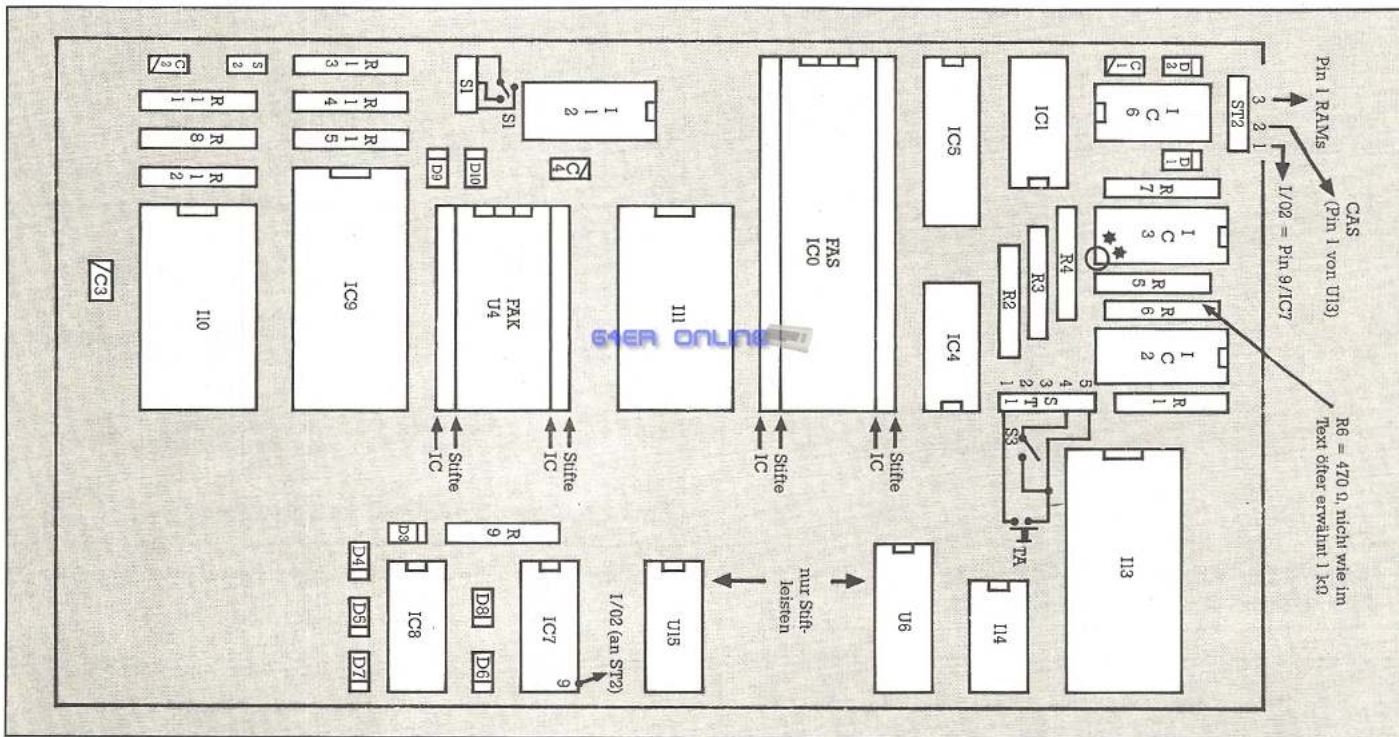 C2
S2
R13
R11
R14
R8
R15
R12
S1
S1
I12
D9
D10
C4
IC5
IC1
C1
D2
IC6
ST2
3
2
1
D1
R7
Pin 1 RAMs
CAS
(Pin 1 von U13)
I/02 = Pin 9/IC7
IC3
**
R5
R6
IC2
R1
R4
R3
R2
IC4
FAS
IC0
I11
FAK
U4
IC9
I10
C3
64ER ONLINE
1
2
3
4
5
ST1
S3
TA
R6 = 470 Ω, nicht wie im
Text öfter erwähnt 1 kΩ
IC
Stifte
IC
Stifte
IC
Stifte
IC
Stifte
D3
R9
D4
D5
D7
IC8
D8
D6
IC7
9
I/02 (an ST2)
U15
nur Stift-
leisten
U6
I14
I13